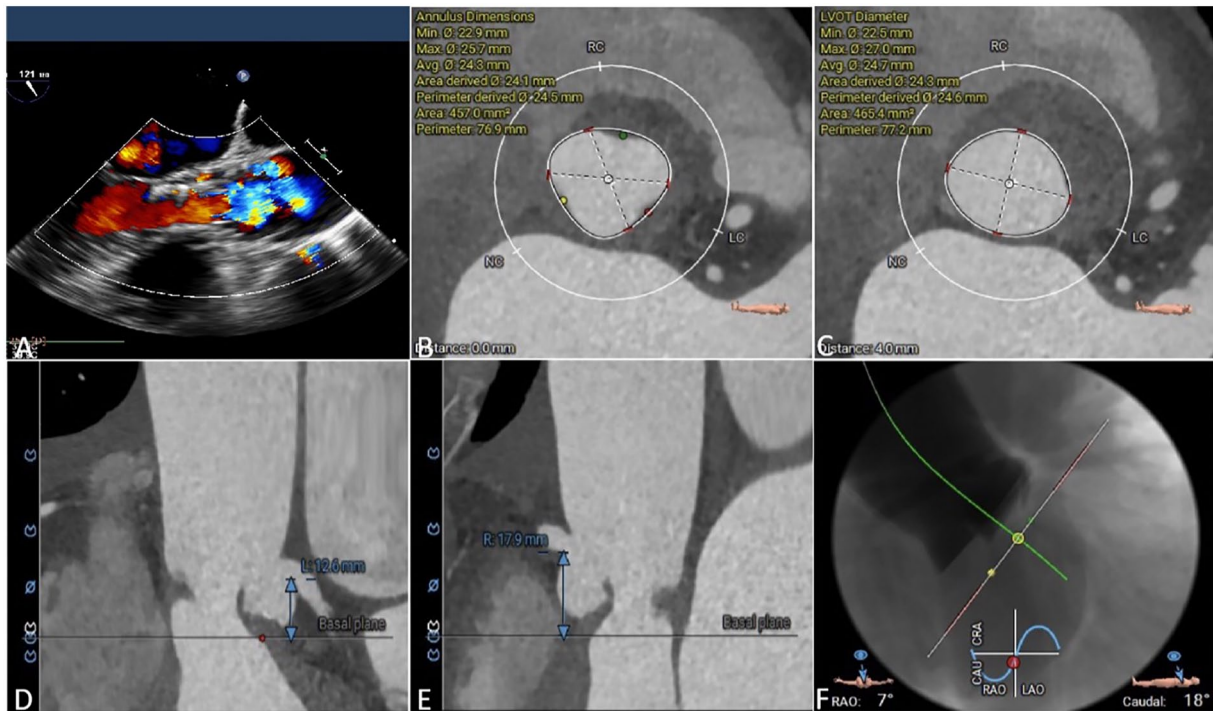 121
A
Annulus Dimensions
Min. Ø: 22.9 mm
Max. Ø: 25.7 mm
Avg. Ø: 24.3 mm
Area derived Ø: 24.1 mm
Perimeter derived Ø: 24.5 mm
Area: 457.0 mm²
Perimeter: 76.9 mm
RC
LC
NC
B
Distance: 0.0 mm
LVOT Diameter
Min. Ø: 22.5 mm
Max. Ø: 27.0 mm
Avg. Ø: 24.7 mm
Area derived Ø: 24.3 mm
Perimeter derived Ø: 24.6 mm
Area: 465.4 mm²
Perimeter: 77.2 mm
RC
LC
NC
C
Distance: 4.0 mm
L: 12.6 mm
Basal plane
D
R: 17.9 mm
Basal plane
E
CRA
CAU
RAO
LAO
F
RAO: 7°
Caudal: 18°